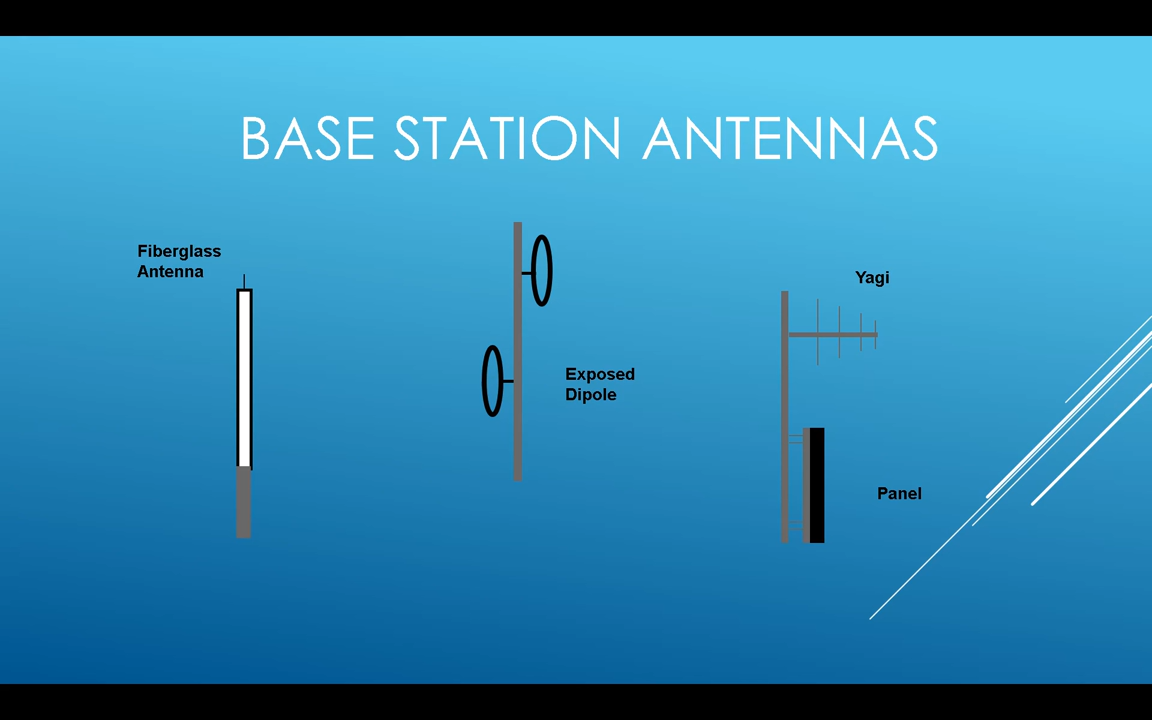 BASE STATION ANTENNAS
Fiberglass
Antenna
Exposed
Dipole
Yagi
Panel